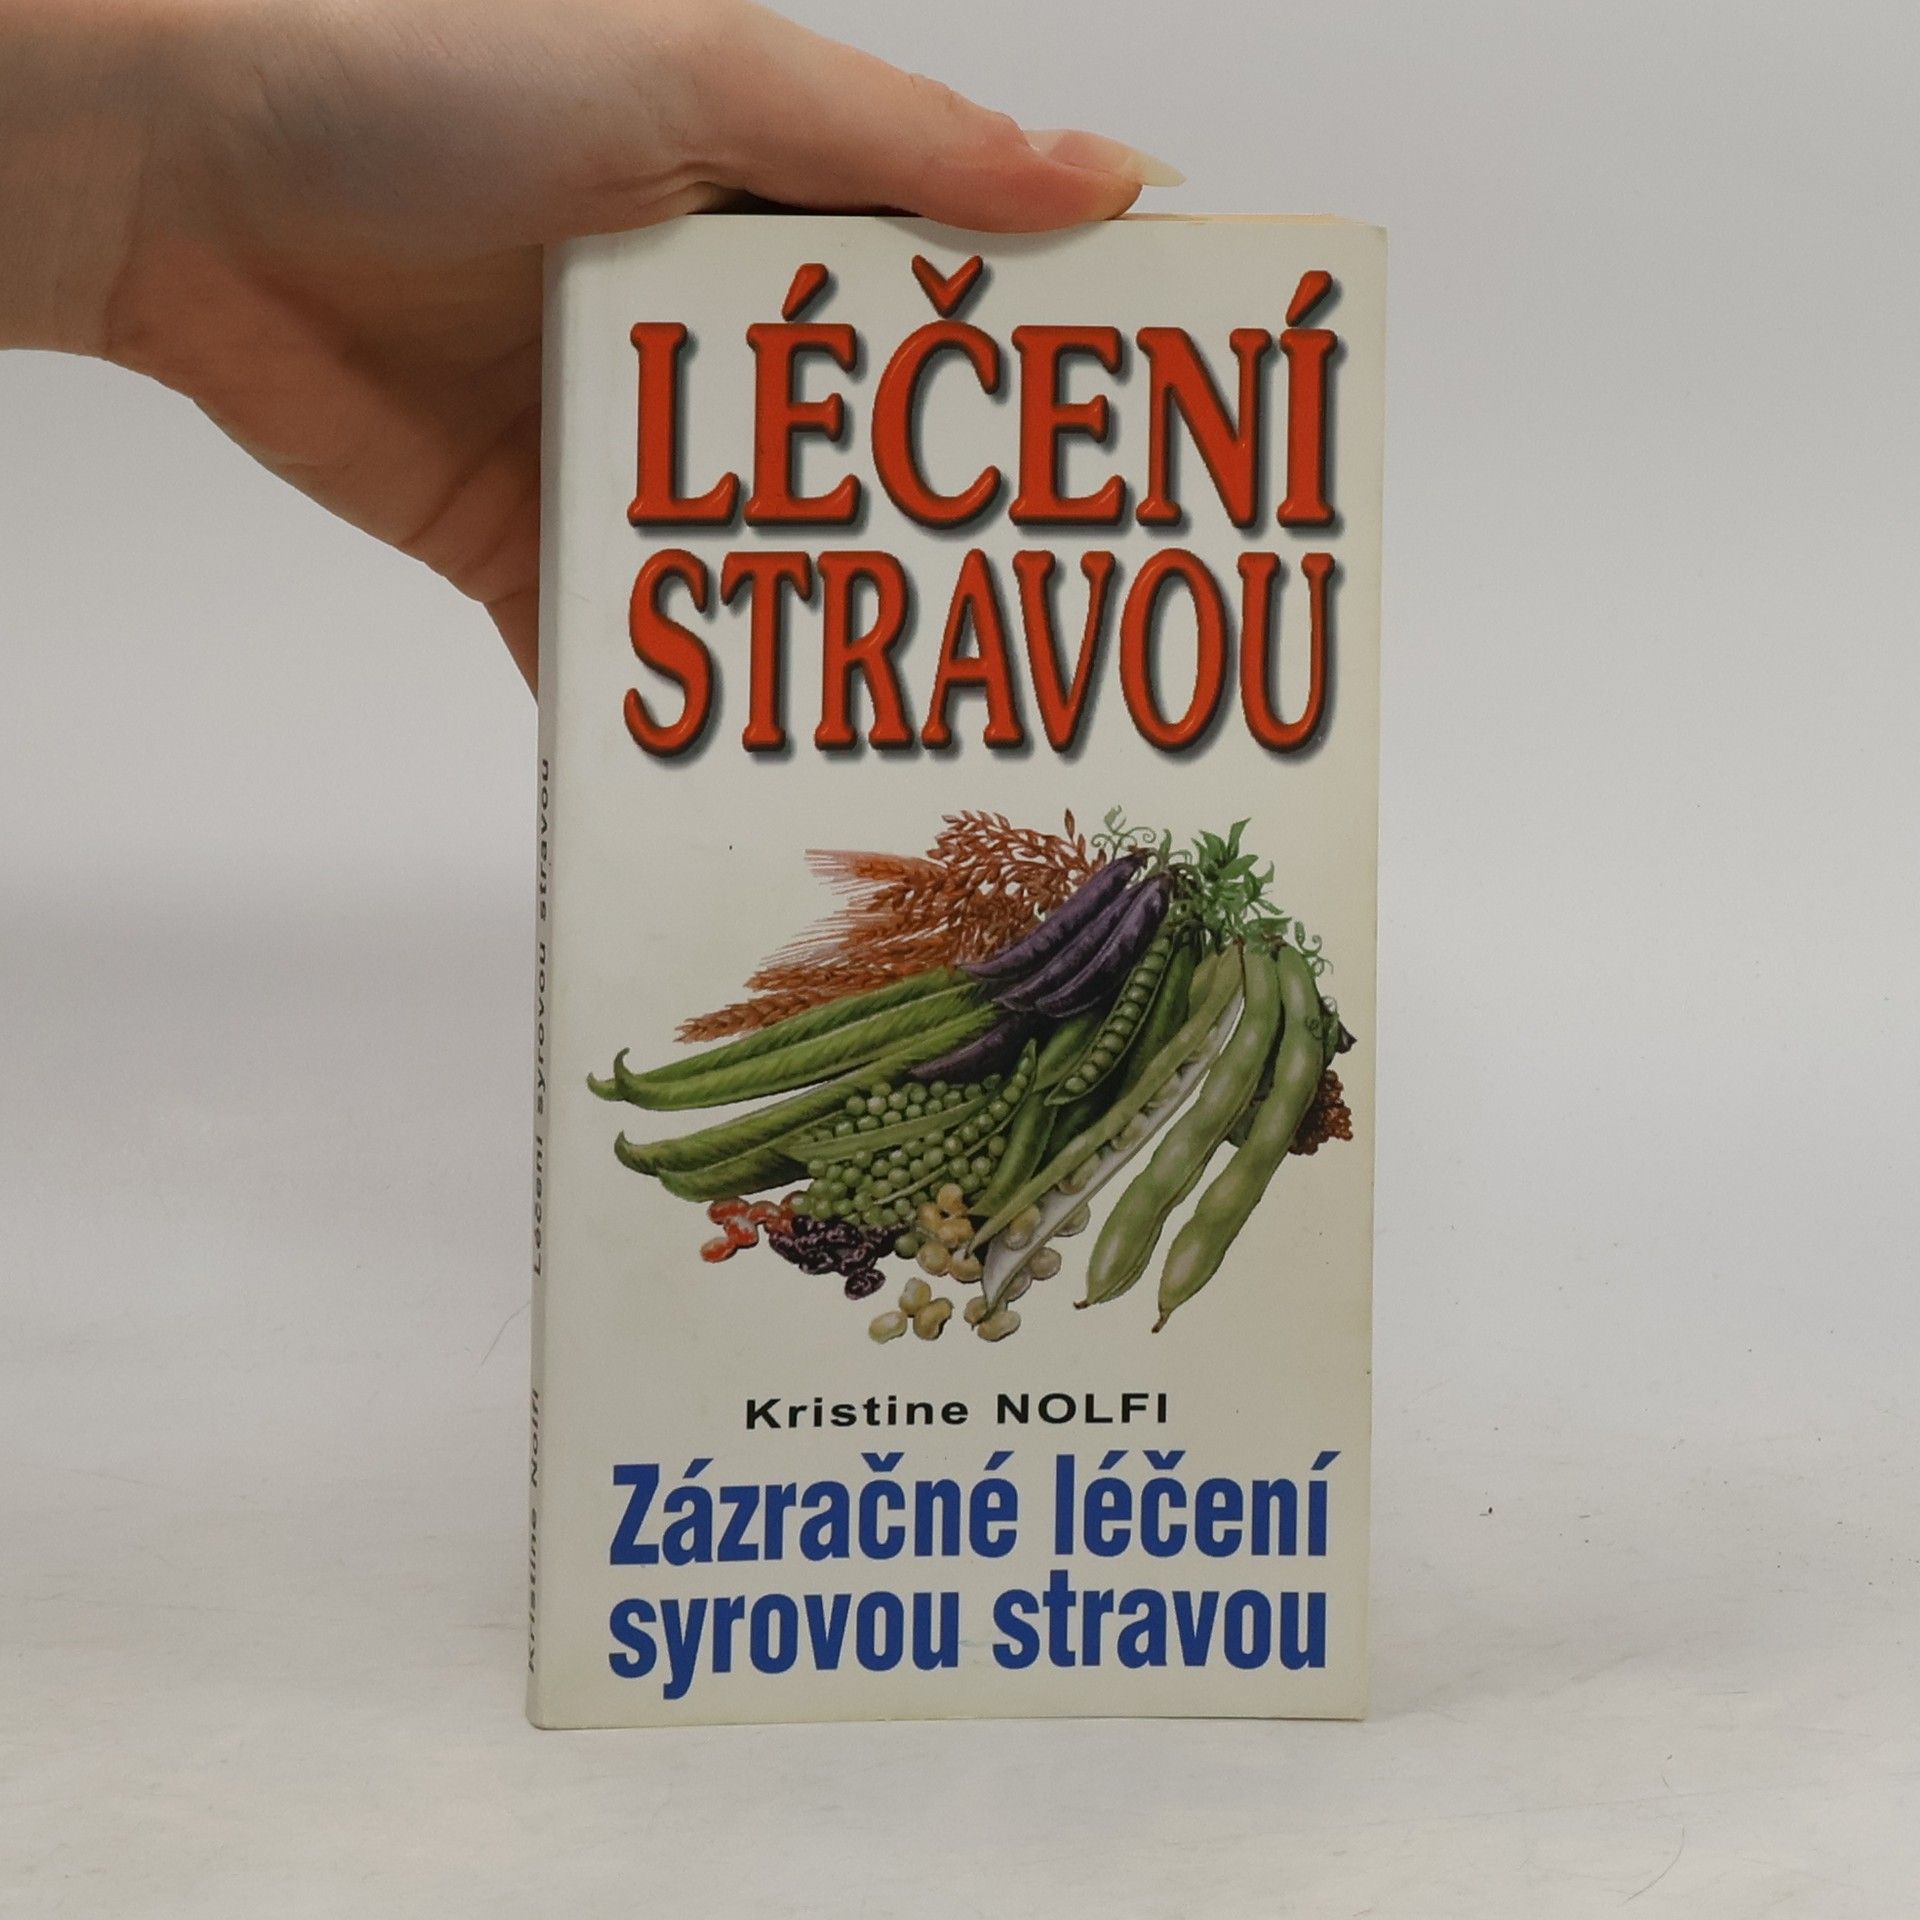 LÉČENÍ
STRAVOU
Kristine NOLFI
Zázračné léčení
syrovou stravou
Kristine Nolfi Léčení syrovou stravou